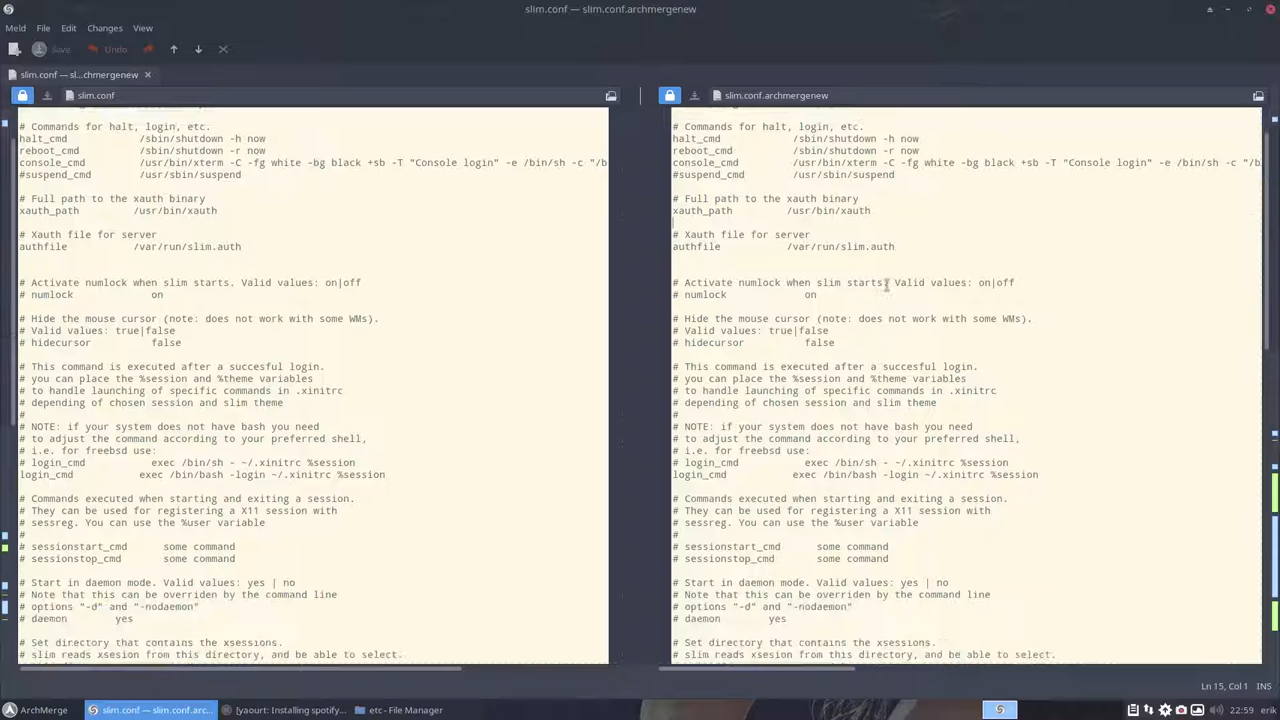 slim.conf — slim.conf.archmergenew
Meld File Edit Changes View
Save Undo
slim.conf — sl...chmergenew
slim.conf
# Commands for halt, login, etc.
halt_cmd /sbin/shutdown -h now
reboot_cmd /sbin/shutdown -r now
console_cmd /usr/bin/xterm -C -fg white -bg black +sb -T "Console login" -e /bin/sh -c "/b
#suspend_cmd /usr/sbin/suspend
# Full path to the xauth binary
xauth_path /usr/bin/xauth
# Xauth file for server
authfile /var/run/slim.auth
# Activate numlock when slim starts. Valid values: on|off
# numlock on
# Hide the mouse cursor (note: does not work with some WMs).
# Valid values: true|false
# hidecursor false
# This command is executed after a succesful login.
# you can place the %session and %theme variables
# to handle launching of specific commands in .xinitrc
# depending of chosen session and slim theme
#
# NOTE: if your system does not have bash you need
# to adjust the command according to your preferred shell,
# i.e. for freebsd use:
# login_cmd exec /bin/sh - ~/.xinitrc %session
login_cmd exec /bin/bash -login ~/.xinitrc %session
# Commands executed when starting and exiting a session.
# They can be used for registering a X11 session with
# sessreg. You can use the %user variable
#
# sessionstart_cmd some command
# sessionstop_cmd some command
# Start in daemon mode. Valid values: yes | no
# Note that this can be overriden by the command line
# options "-d" and "-nodaemon"
# daemon yes
# Set directory that contains the xsessions.
# slim reads xsesion from this directory, and be able to select.
slim.conf.archmergenew
# Commands for halt, login, etc.
halt_cmd /sbin/shutdown -h now
reboot_cmd /sbin/shutdown -r now
console_cmd /usr/bin/xterm -C -fg white -bg black +sb -T "Console login" -e /bin/sh -c "/b
#suspend_cmd /usr/sbin/suspend
# Full path to the xauth binary
xauth_path /usr/bin/xauth
# Xauth file for server
authfile /var/run/slim.auth
# Activate numlock when slim starts. Valid values: on|off
# numlock on
# Hide the mouse cursor (note: does not work with some WMs).
# Valid values: true|false
# hidecursor false
# This command is executed after a succesful login.
# you can place the %session and %theme variables
# to handle launching of specific commands in .xinitrc
# depending of chosen session and slim theme
#
# NOTE: if your system does not have bash you need
# to adjust the command according to your preferred shell,
# i.e. for freebsd use:
# login_cmd exec /bin/sh - ~/.xinitrc %session
login_cmd exec /bin/bash -login ~/.xinitrc %session
# Commands executed when starting and exiting a session.
# They can be used for registering a X11 session with
# sessreg. You can use the %user variable
#
# sessionstart_cmd some command
# sessionstop_cmd some command
# Start in daemon mode. Valid values: yes | no
# Note that this can be overriden by the command line
# options "-d" and "-nodaemon"
# daemon yes
# Set directory that contains the xsessions.
# slim reads xsesion from this directory, and be able to select.
Ln 15, Col 1 INS
ArchMerge slim.conf — slim.conf.arc... [yaourt: Installing spotify-... etc - File Manager 22:59 erik